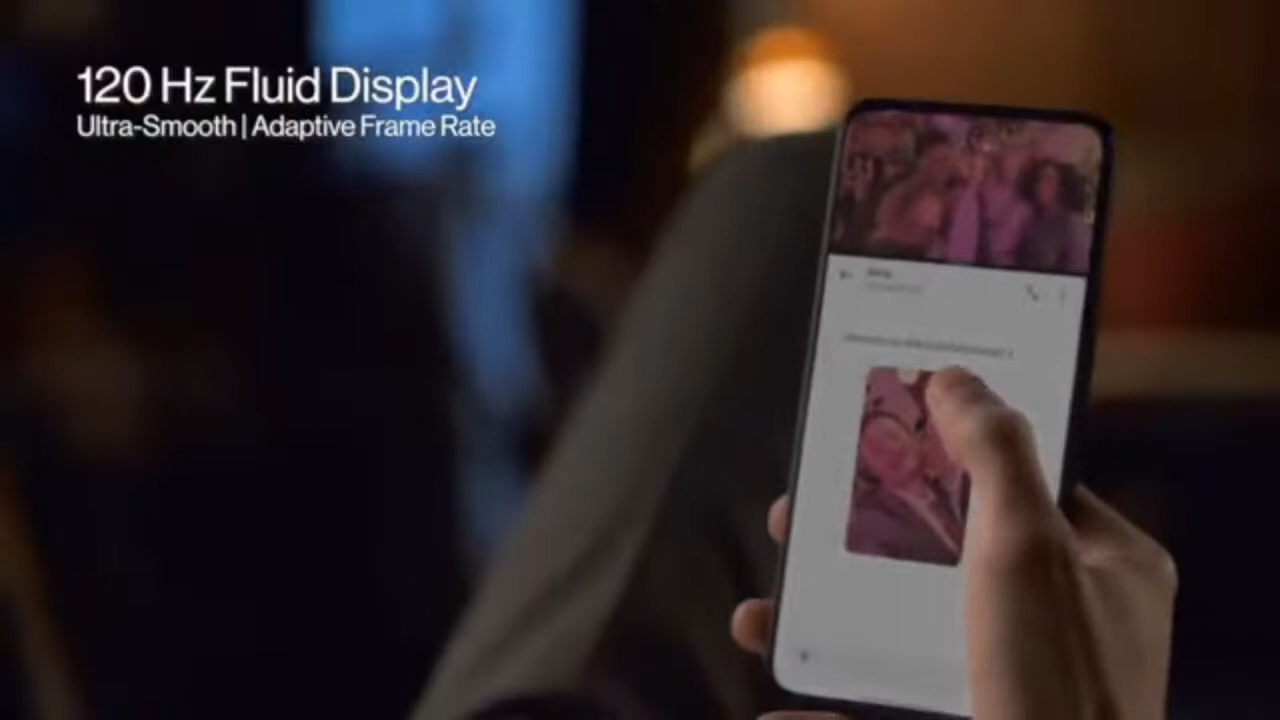 120 Hz Fluid Display
Ultra-Smooth | Adaptive Frame Rate